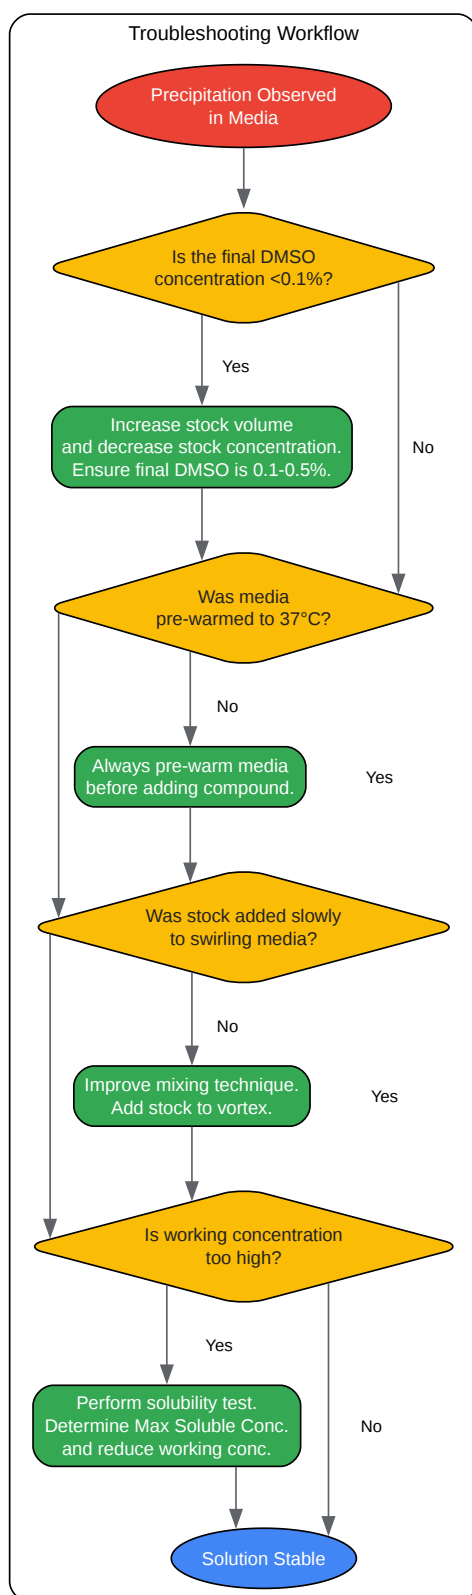 Troubleshooting Workflow
Precipitation Observed
in Media
Is the final DMSO
concentration <0.1%?
Yes
Increase stock volume
and decrease stock concentration.
Ensure final DMSO is 0.1-0.5%.
No
Was media
pre-warmed to 37°C?
No
Always pre-warm media
before adding compound.
Yes
Was stock added slowly
to swirling media?
No
Improve mixing technique.
Add stock to vortex.
Yes
Is working concentration
too high?
Yes
Perform solubility test.
Determine Max Soluble Conc.
and reduce working conc.
No
Solution Stable